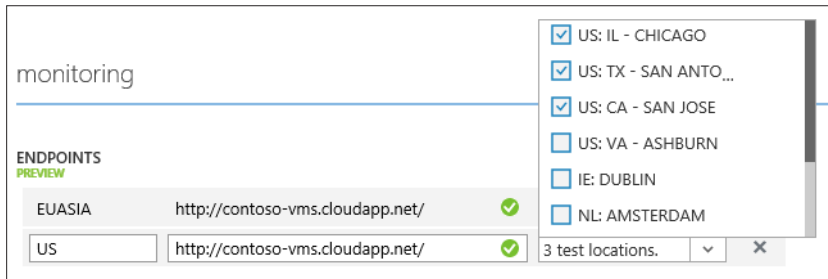 monitoring
US: IL - CHICAGO
US: TX - SAN ANTO...
US: CA - SAN JOSE
US: VA - ASHBURN
IE: DUBLIN
NL: AMSTERDAM
ENDPOINTS
PREVIEW
EUASIA http://contoso-vms.cloudapp.net/
US http://contoso-vms.cloudapp.net/ 3 test locations.